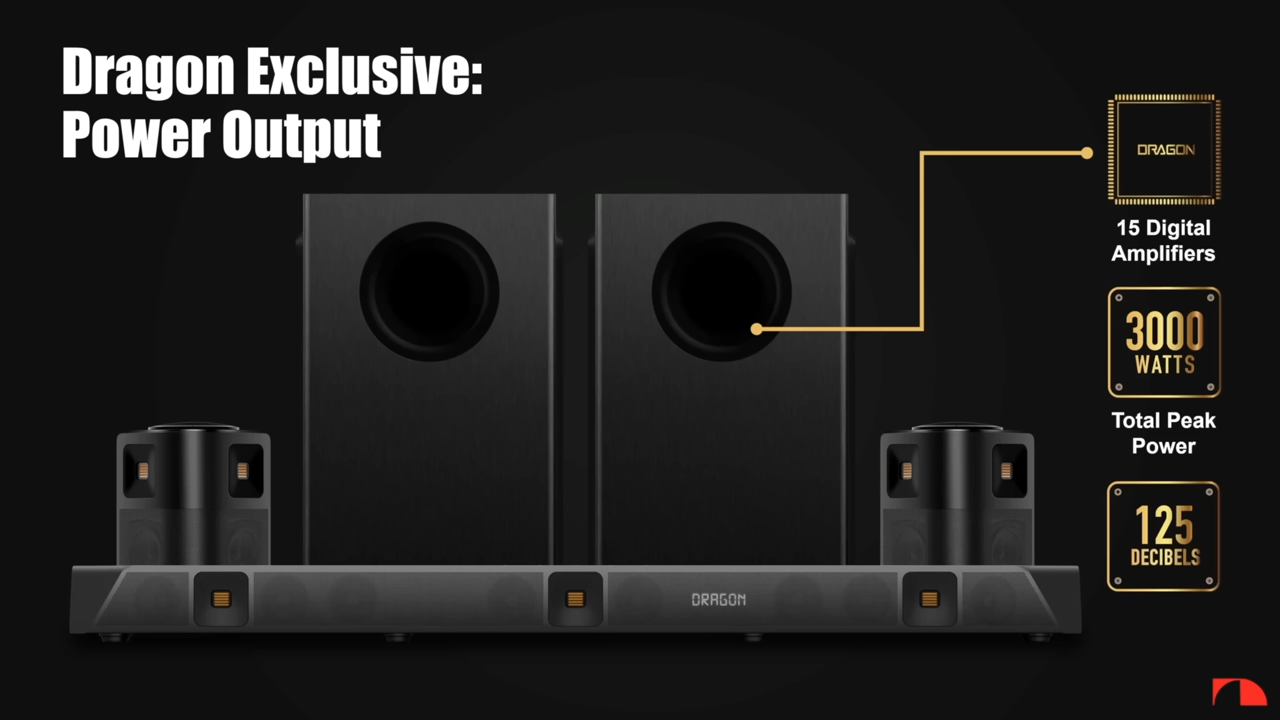 Dragon Exclusive:
Power Output
DRAGON
15 Digital
Amplifiers
3000
WATTS
Total Peak
Power
125
DECIBELS
DRAGON